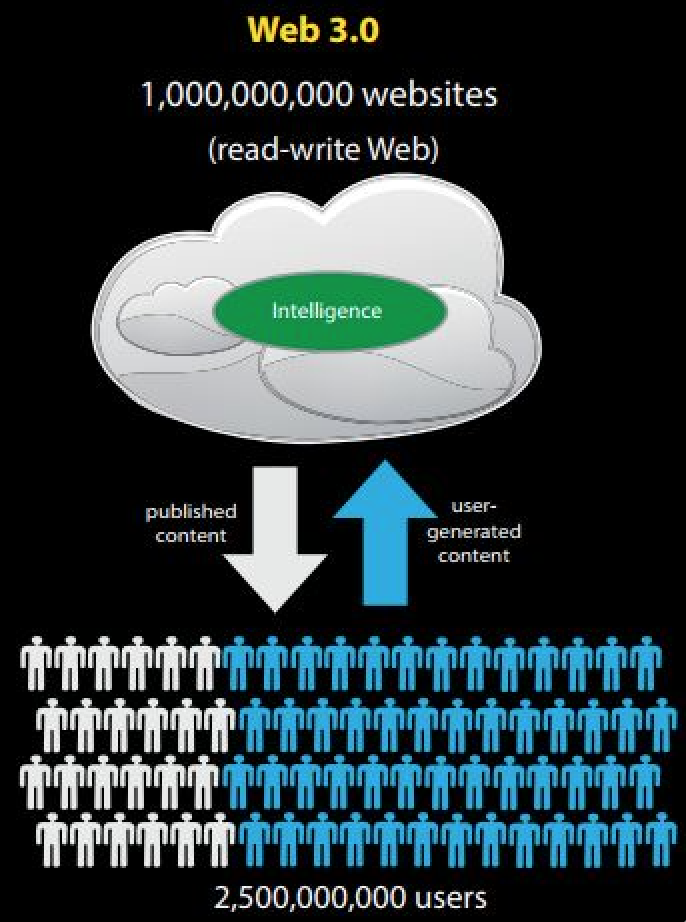 Web 3.0
1,000,000,000 websites
(read-write Web)
Intelligence
published
content
user-
generated
content
2,500,000,000 users